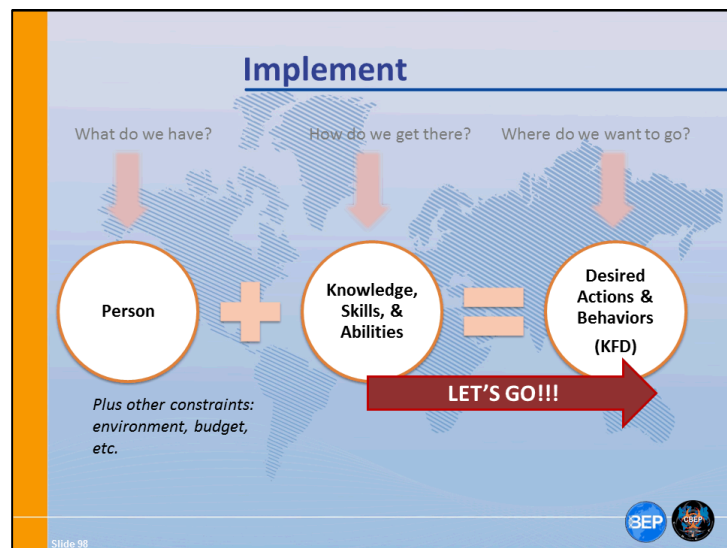 Implement
What do we have?
How do we get there?
Where do we want to go?
Person
Knowledge,
Skills, &
Abilities
Desired
Actions &
Behaviors
(KFD)
LET'S GO!!!
Plus other constraints:
environment, budget,
etc.
BEP
CBEP
Slide 98